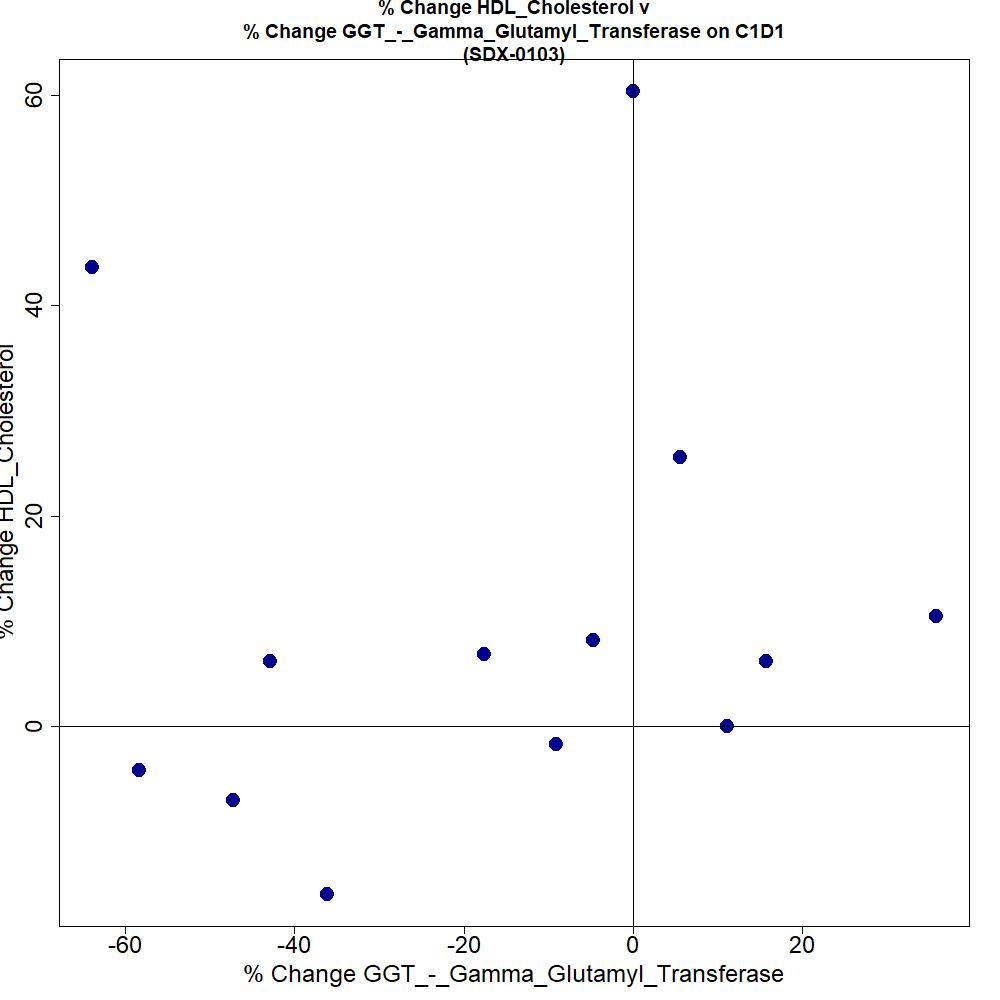 % Change HDL_Cholesterol v
% Change GGT_-_Gamma_Glutamyl_Transferase on C1D1
(SDX-0103)
60
40
20
0
% Change HDL_Cholesterol
-60
-40
-20
0
20
% Change GGT_-_Gamma_Glutamyl_Transferase